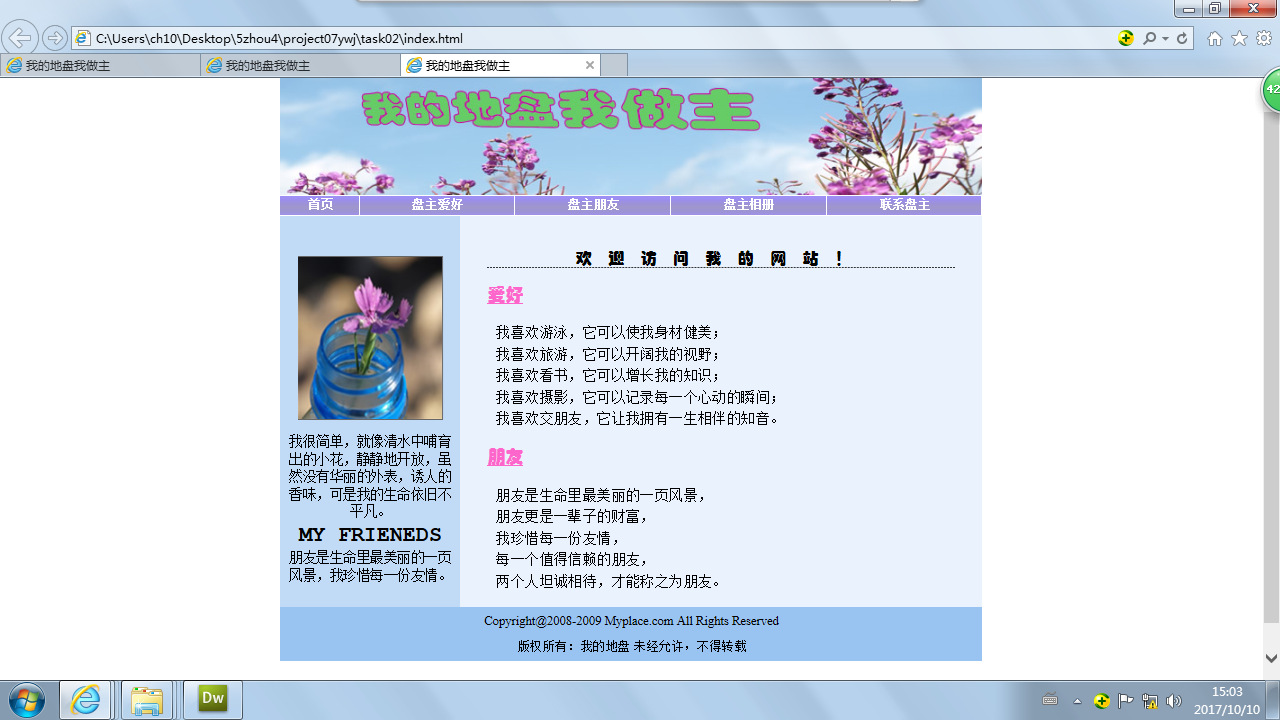 C:\Users\ch10\Desktop\5zhou4\project07ywj\task02\index.html
我的地盘我做主
我的地盘我做主
我的地盘我做主
42
我的地盘我做主
首页
盘主爱好
盘主朋友
盘主相册
联系盘主
我很简单，就像清水中哺育
出的小花，静静地开放，虽
然没有华丽的外表，诱人的
香味，可是我的生命依旧不
平凡。
MY FRIENEDS
朋友是生命里最美丽的一页
风景，我珍惜每一份友情。
欢 迎 访 问 我 的 网 站 ！
爱好
我喜欢游泳，它可以使我身材健美；
我喜欢旅游，它可以开阔我的视野；
我喜欢看书，它可以增长我的知识；
我喜欢摄影，它可以记录每一个心动的瞬间；
我喜欢交朋友，它让我拥有一生相伴的知音。
朋友
朋友是生命里最美丽的一页风景，
朋友更是一辈子的财富，
我珍惜每一份友情，
每一个值得信赖的朋友，
两个人坦诚相待，才能称之为朋友。
Copyright@2008-2009 Myplace.com All Rights Reserved
版权所有：我的地盘 未经允许，不得转载
Dw
15:03
2017/10/10